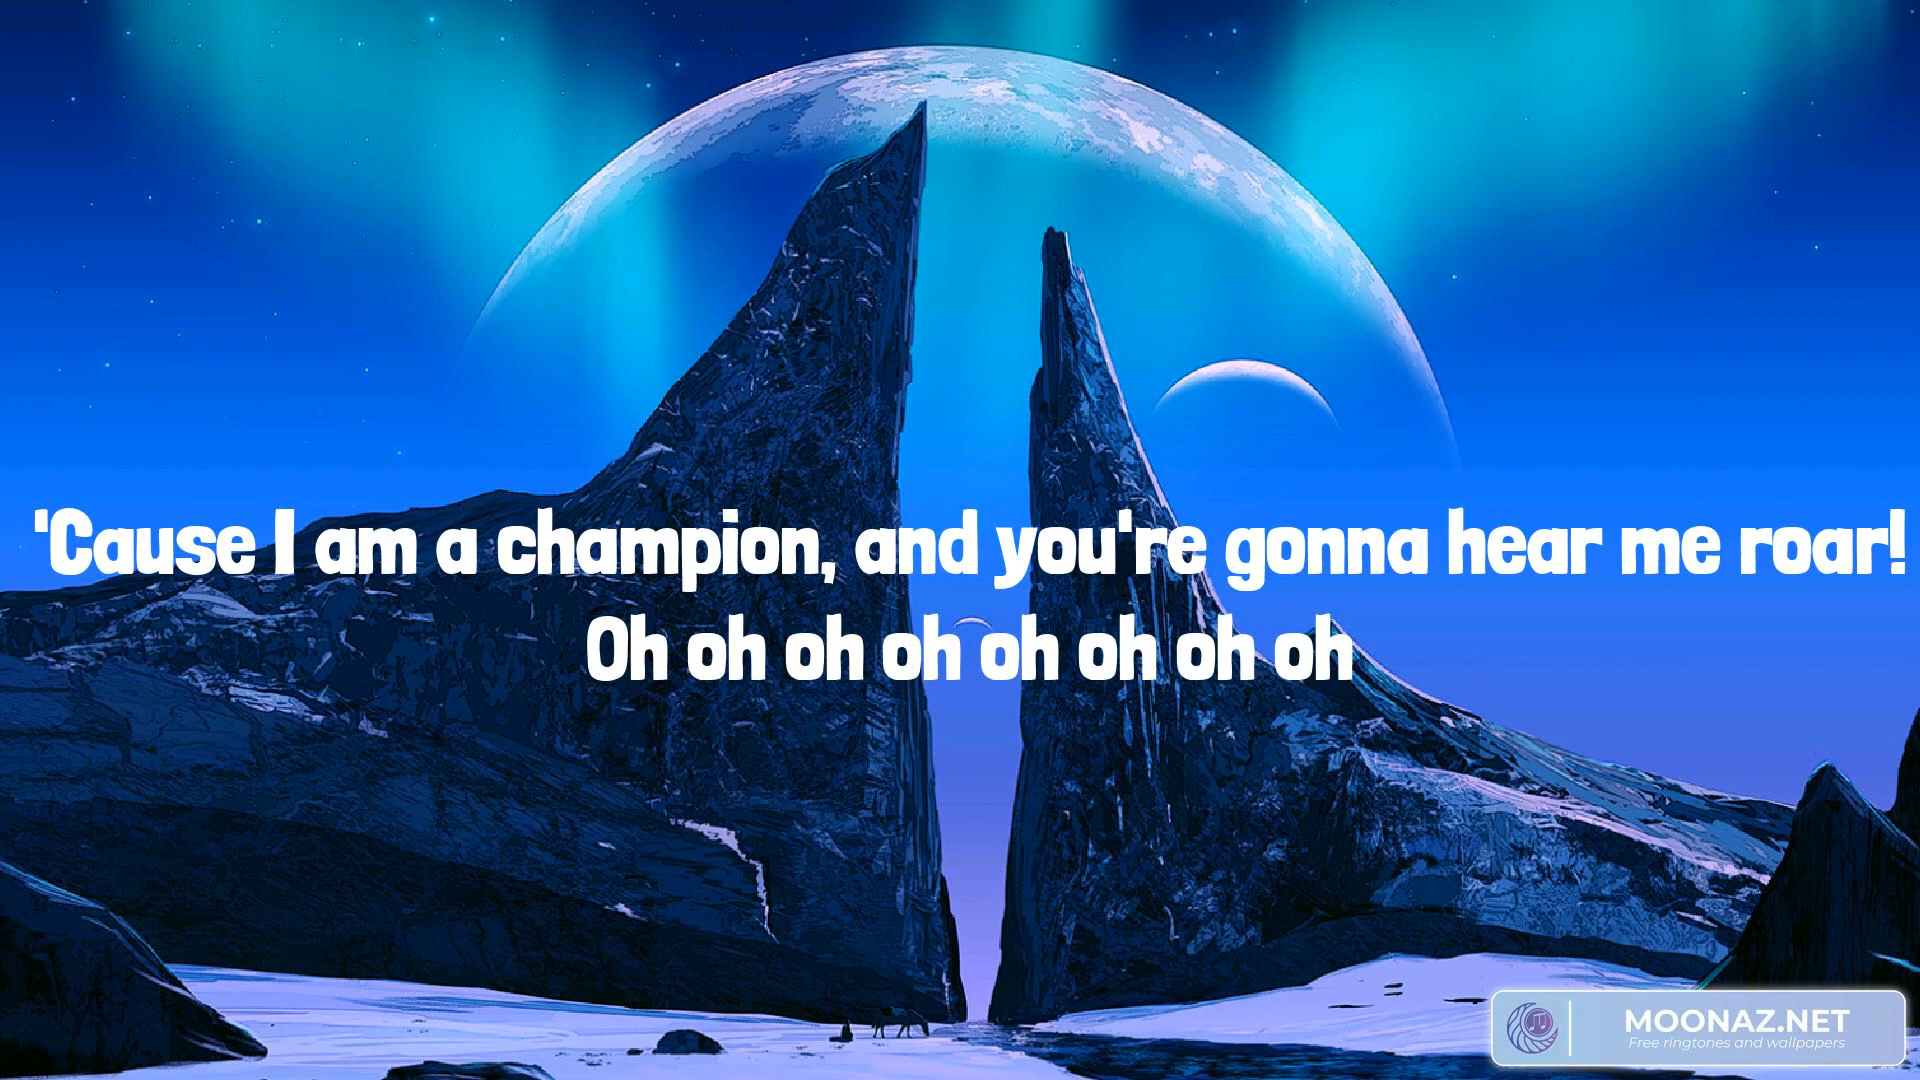 'Cause I am a champion, and you're gonna hear me roar!
Oh oh oh oh oh oh oh oh
MOONAZ.NET
Free ringtones and wallpapers